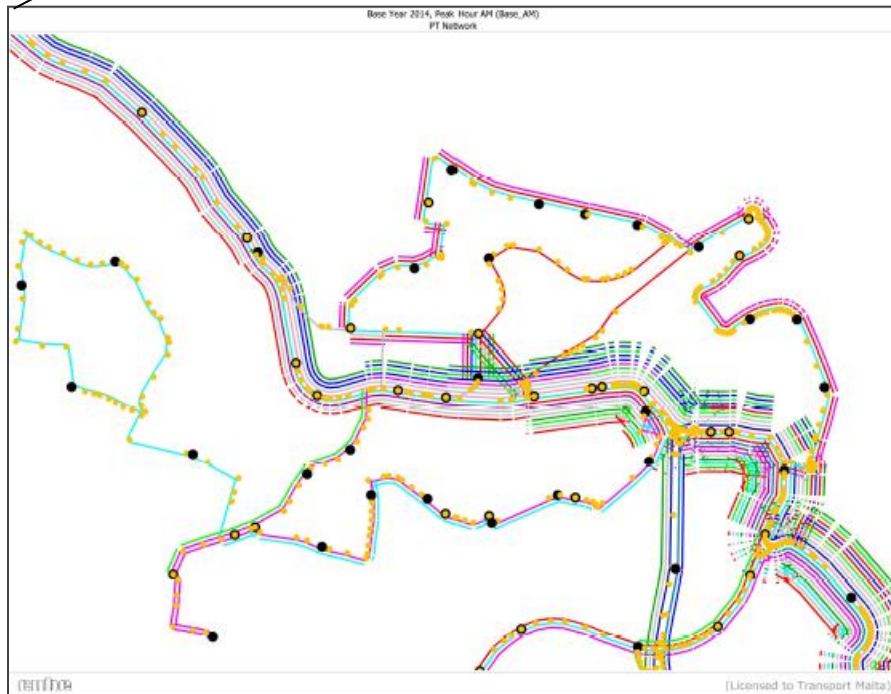 Base Year 2014, Peak Hour AM (Base_AM)
PT Network
[Licensed to Transport Malta]